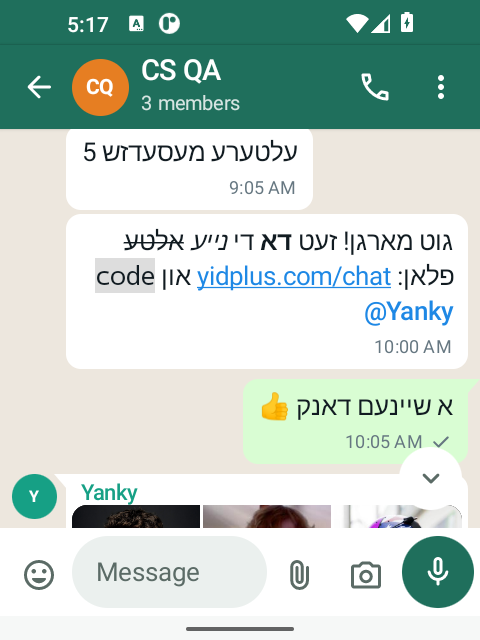 5:17
CQ
CS QA
3 members
עלטערע מעסעדזש 5
9:05 AM
גוט מארגן! זעט דא די נייע אלטע
פלאן: yidplus.com/chat און code
@Yanky
10:00 AM
א שיינעם דאנק 👍
10:05 AM
Y
Yanky
Message